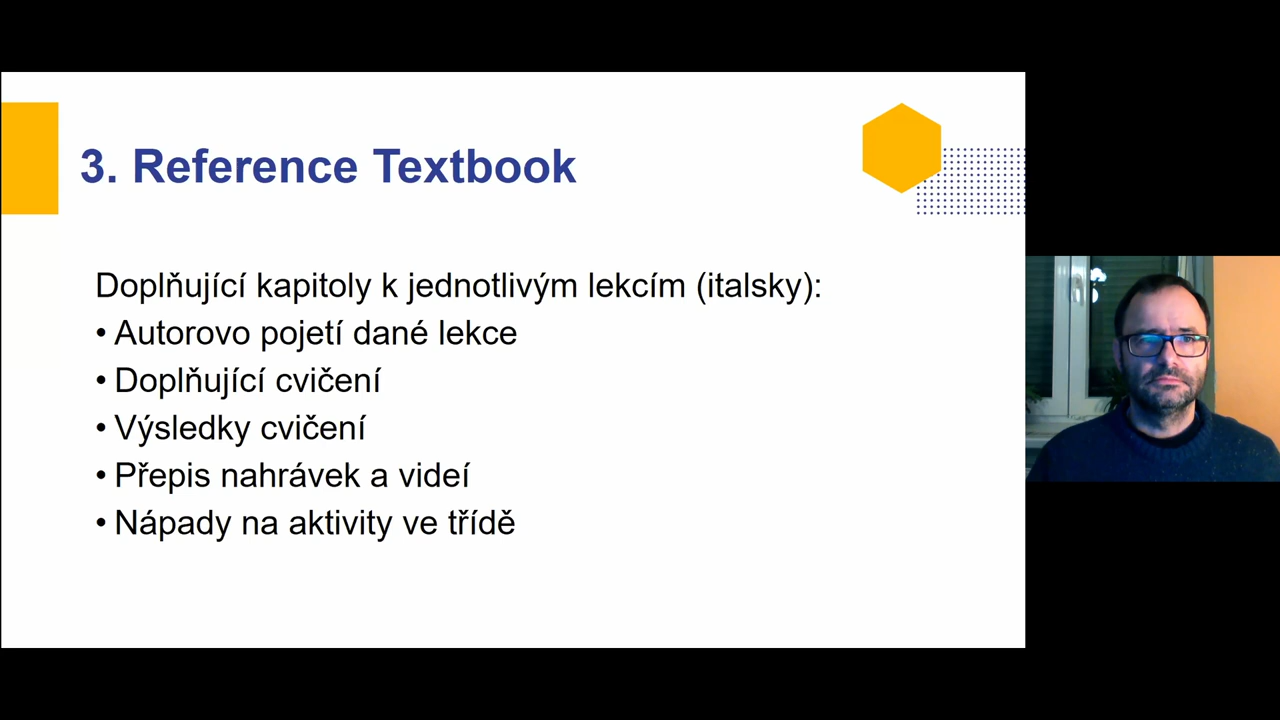 3. Reference Textbook
Doplňující kapitoly k jednotlivým lekcím (italsky):
• Autorovo pojetí dané lekce
• Doplňující cvičení
• Výsledky cvičení
• Přepis nahrávek a videí
• Nápady na aktivity ve třídě